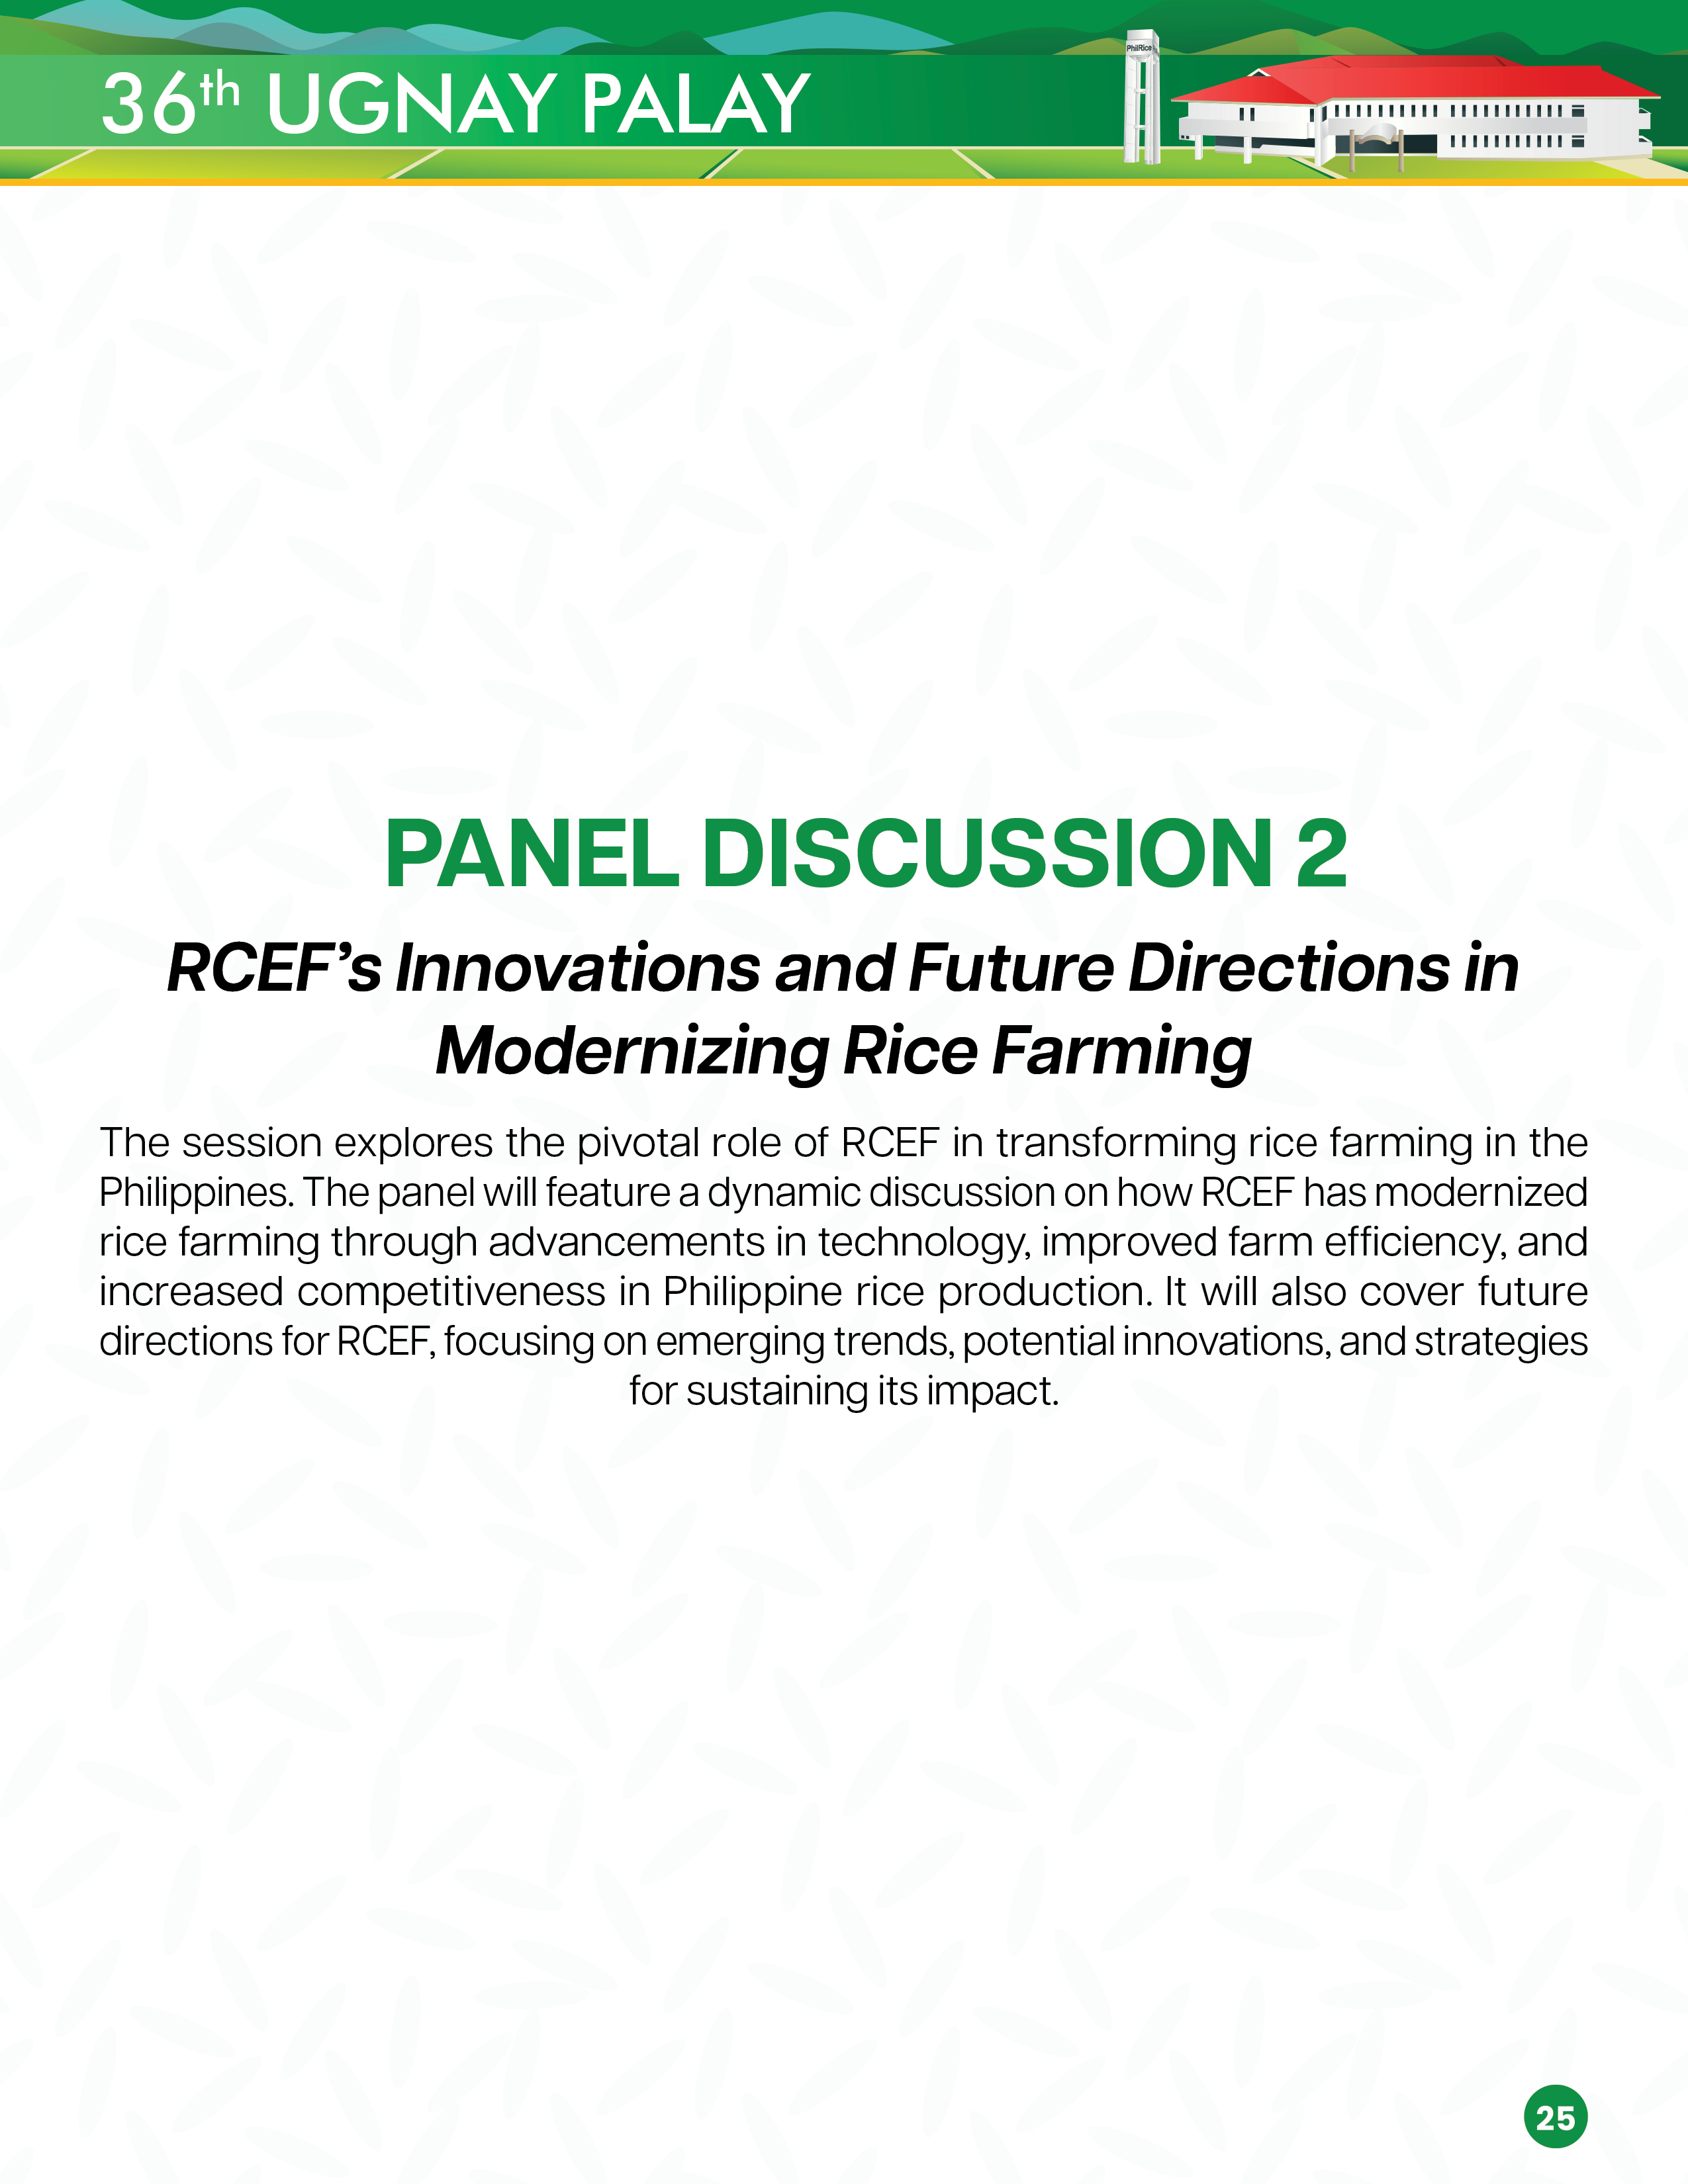 PhilRice
36th UGNAY PALAY
PANEL DISCUSSION 2
RCEF’s Innovations and Future Directions in
Modernizing Rice Farming
The session explores the pivotal role of RCEF in transforming rice farming in the
Philippines. The panel will feature a dynamic discussion on how RCEF has modernized
rice farming through advancements in technology, improved farm efficiency, and
increased competitiveness in Philippine rice production. It will also cover future
directions for RCEF, focusing on emerging trends, potential innovations, and strategies
for sustaining its impact.
25